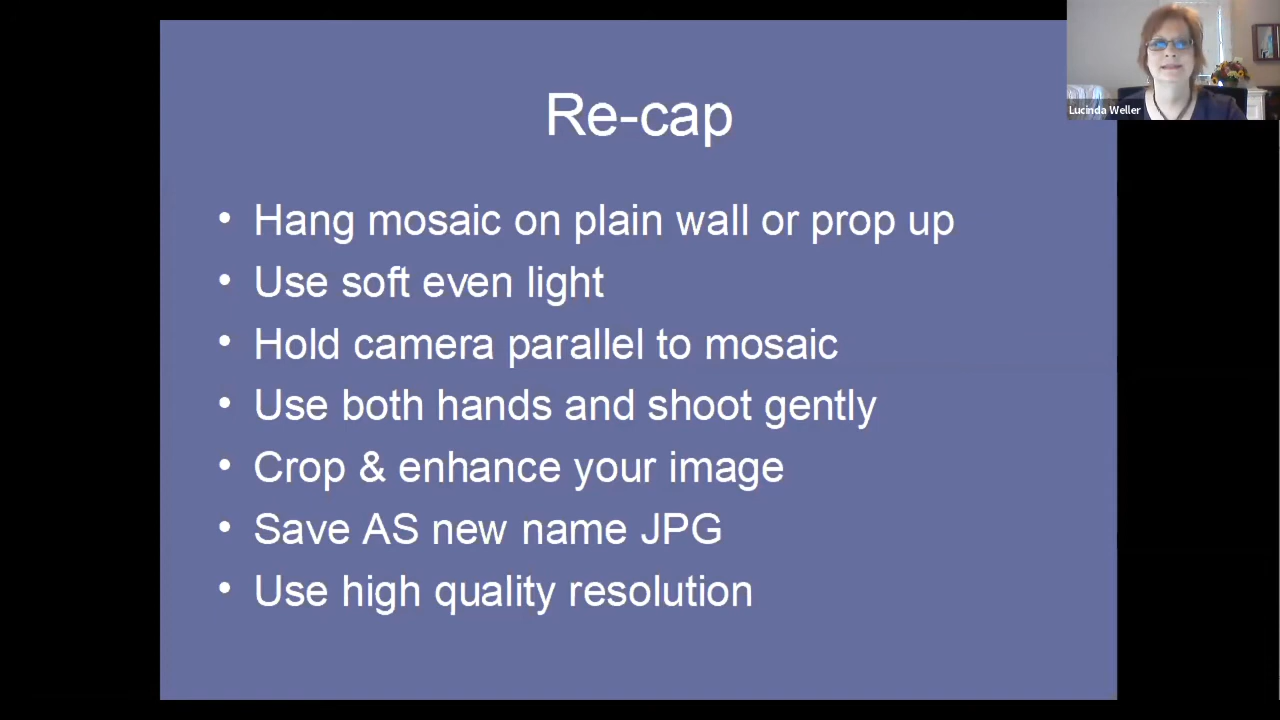 Re-cap
• Hang mosaic on plain wall or prop up
• Use soft even light
• Hold camera parallel to mosaic
• Use both hands and shoot gently
• Crop & enhance your image
• Save AS new name JPG
• Use high quality resolution
Lucinda Weller